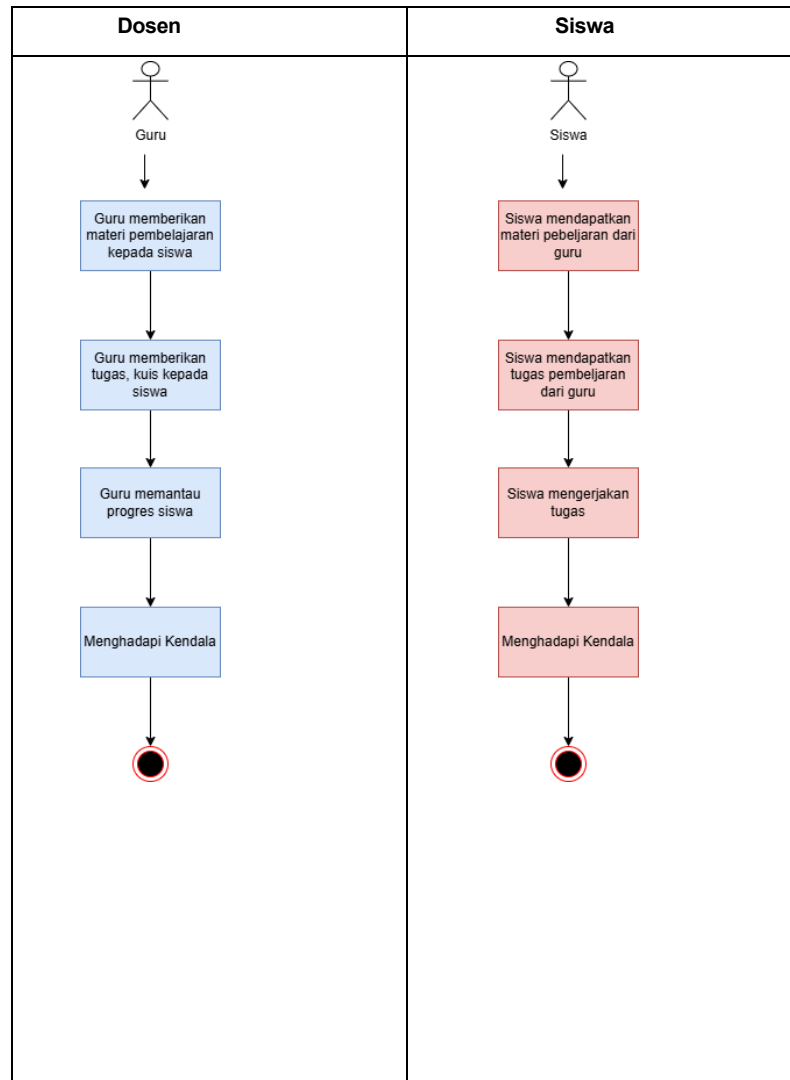 Dosen
Siswa
Guru
Guru memberikan
materi pembelajaran
kepada siswa
Guru memberikan
tugas, kuis kepada
siswa
Guru memantau
progres siswa
Menghadapi Kendala
Siswa
Siswa mendapatkan
materi pebeljaran dari
guru
Siswa mendapatkan
tugas pembeljaran
dari guru
Siswa mengerjakan
tugas
Menghadapi Kendala